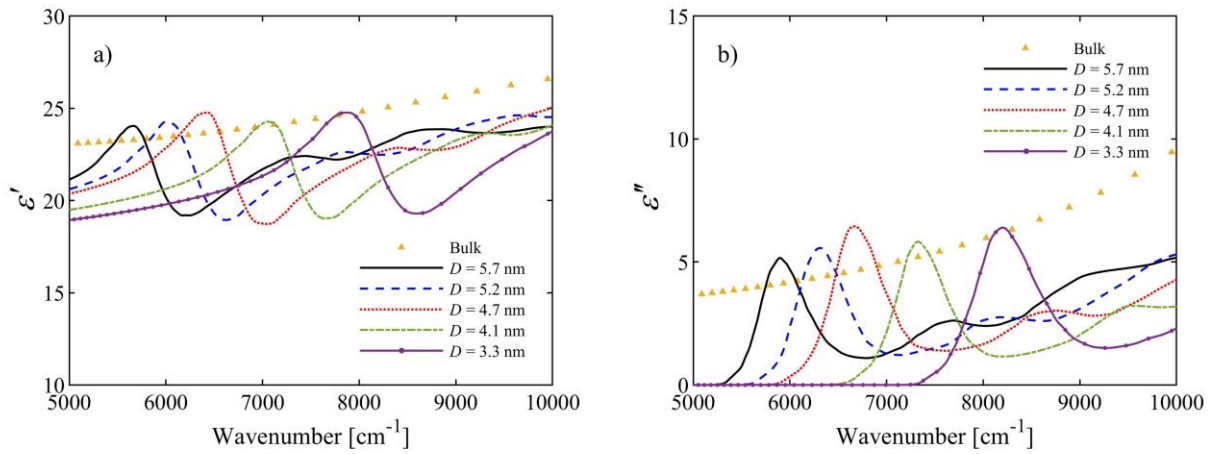 a)
30
25
20
15
10
ε′
Bulk
D = 5.7 nm
D = 5.2 nm
D = 4.7 nm
D = 4.1 nm
D = 3.3 nm
5000 6000 7000 8000 9000 10000
Wavenumber [cm⁻¹]
b)
15
10
5
0
ε″
Bulk
D = 5.7 nm
D = 5.2 nm
D = 4.7 nm
D = 4.1 nm
D = 3.3 nm
5000 6000 7000 8000 9000 10000
Wavenumber [cm⁻¹]